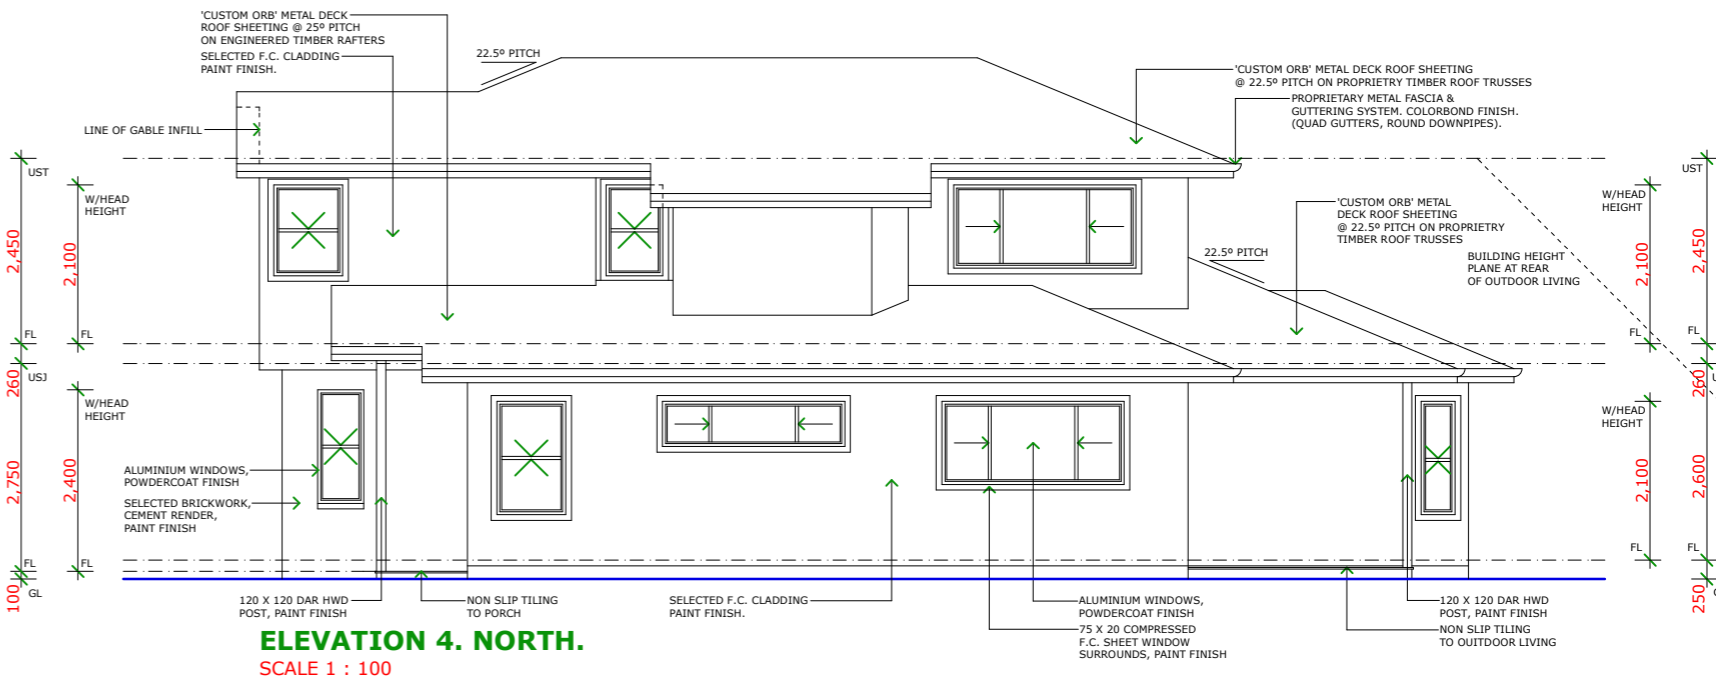 'CUSTOM ORB' METAL DECK
ROOF SHEETING @ 25º PITCH
ON ENGINEERED TIMBER RAFTERS
SELECTED F.C. CLADDING
PAINT FINISH.
22.5º PITCH
'CUSTOM ORB' METAL DECK ROOF SHEETING
@ 22.5º PITCH ON PROPRIETRY TIMBER ROOF TRUSSES
PROPRIETARY METAL FASCIA &
GUTTERING SYSTEM. COLORBOND FINISH.
(QUAD GUTTERS, ROUND DOWNPIPES).
LINE OF GABLE INFILL
UST
W/HEAD
HEIGHT
2,450
2,100
FL
FL
260
USJ
W/HEAD
HEIGHT
2,750
2,400
FL
FL
100
GL
'CUSTOM ORB' METAL
DECK ROOF SHEETING
@ 22.5º PITCH ON PROPRIETRY
TIMBER ROOF TRUSSES
22.5º PITCH
BUILDING HEIGHT
PLANE AT REAR
OF OUTDOOR LIVING
UST
W/HEAD
HEIGHT
2,100
2,450
FL
FL
260
W/HEAD
HEIGHT
2,100
2,600
FL
FL
250
ALUMINIUM WINDOWS,
POWDERCOAT FINISH
SELECTED BRICKWORK,
CEMENT RENDER,
PAINT FINISH
120 X 120 DAR HWD
POST, PAINT FINISH
NON SLIP TILING
TO PORCH
SELECTED F.C. CLADDING
PAINT FINISH.
ALUMINIUM WINDOWS,
POWDERCOAT FINISH
75 X 20 COMPRESSED
F.C. SHEET WINDOW
SURROUNDS, PAINT FINISH
120 X 120 DAR HWD
POST, PAINT FINISH
NON SLIP TILING
TO OUITDOOR LIVING
ELEVATION 4. NORTH.
SCALE 1 : 100